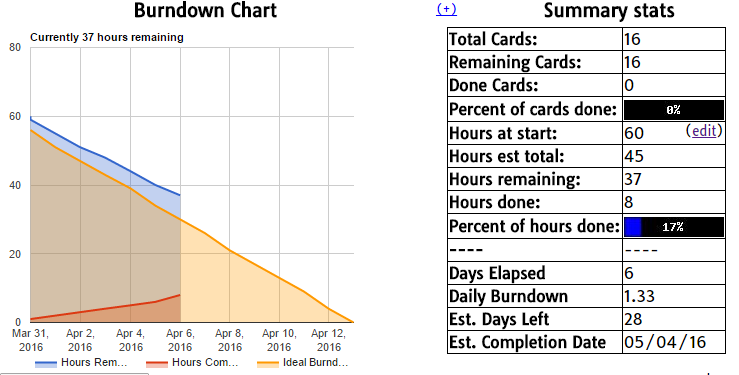 Burndown Chart
Currently 37 hours remaining
80
60
40
20
0
Mar 31, 2016
Apr 2, 2016
Apr 4, 2016
Apr 6, 2016
Apr 8, 2016
Apr 10, 2016
Apr 12, 2016
Hours Rem...
Hours Com...
Ideal Burnd...
(+)
Summary stats
Total Cards: 16
Remaining Cards: 16
Done Cards: 0
Percent of cards done: 0%
Hours at start: 60 (edit)
Hours est total: 45
Hours remaining: 37
Hours done: 8
Percent of hours done: 17%
---- ----
Days Elapsed 6
Daily Burndown 1.33
Est. Days Left 28
Est. Completion Date 05/04/16